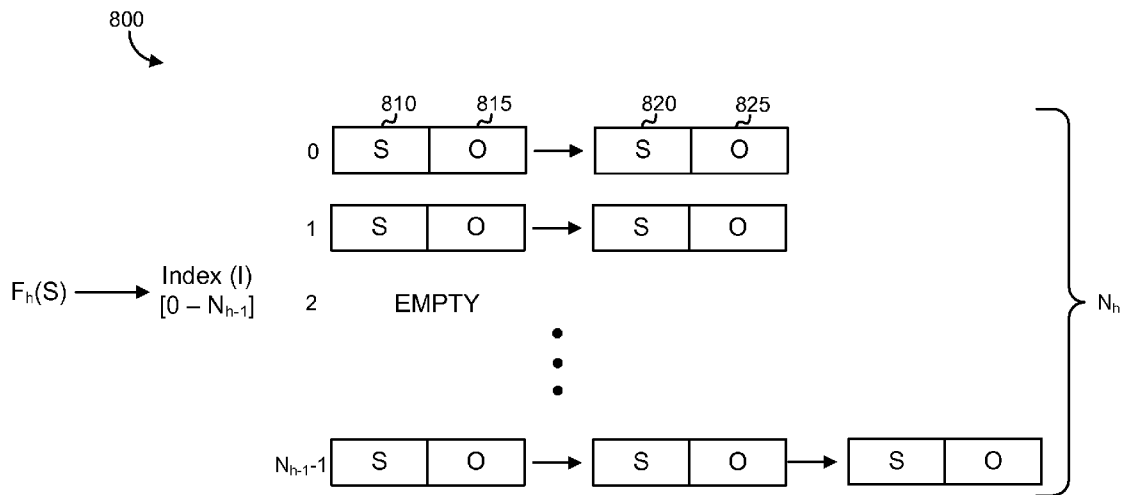 800
810 815 820 825
0 S O S O
1 S O S O
Fh(S) Index (I)
[0 – Nh-1]
2 EMPTY
Nh
Nh-1-1 S O S O S O